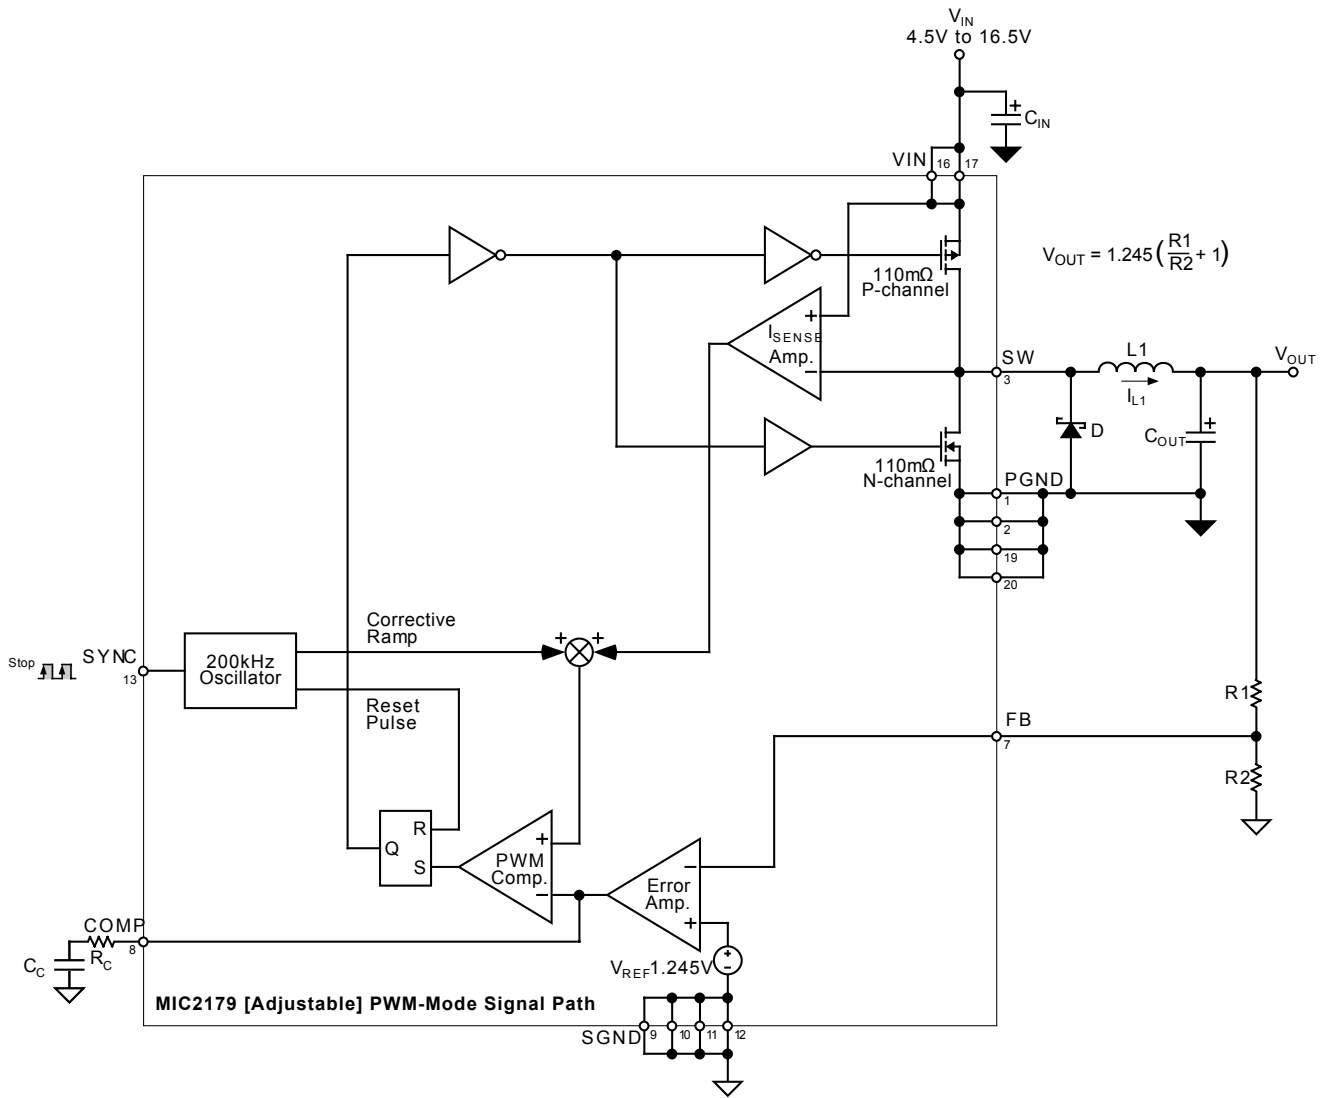 VIN
4.5V to 16.5V
+
CIN
VIN
16
17
110mΩ
P-channel
VOUT = 1.245 (R1/R2 + 1)
+
ISENSE
Amp.
−
SW
3
L1
IL1
VOUT
D
+
COUT
110mΩ
N-channel
PGND
1
2
19
20
Corrective
Ramp
+
+
Stop
SYNC
13
200kHz
Oscillator
Reset
Pulse
R1
FB
7
R2
R
Q
S
+
PWM
Comp.
−
−
Error
Amp.
+
COMP
8
RC
CC
VREF1.245V
+
−
MIC2179 [Adjustable] PWM-Mode Signal Path
SGND
9
10
11
12